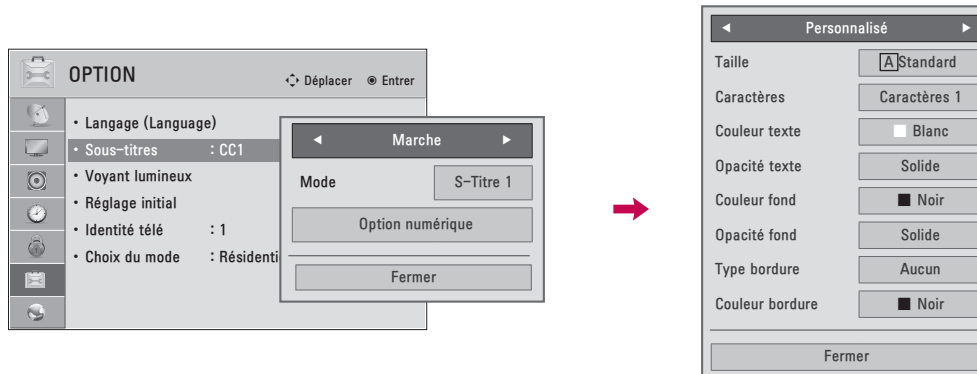 OPTION
Déplacer Entrer
• Langage (Language)
• Sous-titres : CC1
• Voyant lumineux
• Réglage initial
• Identité télé : 1
• Choix du mode : Résidenti
◄ Marche ►
Mode S-Titre 1
Option numérique
Fermer
◄ Personnalisé ►
Taille A Standard
Caractères Caractères 1
Couleur texte Blanc
Opacité texte Solide
Couleur fond Noir
Opacité fond Solide
Type bordure Aucun
Couleur bordure Noir
Fermer